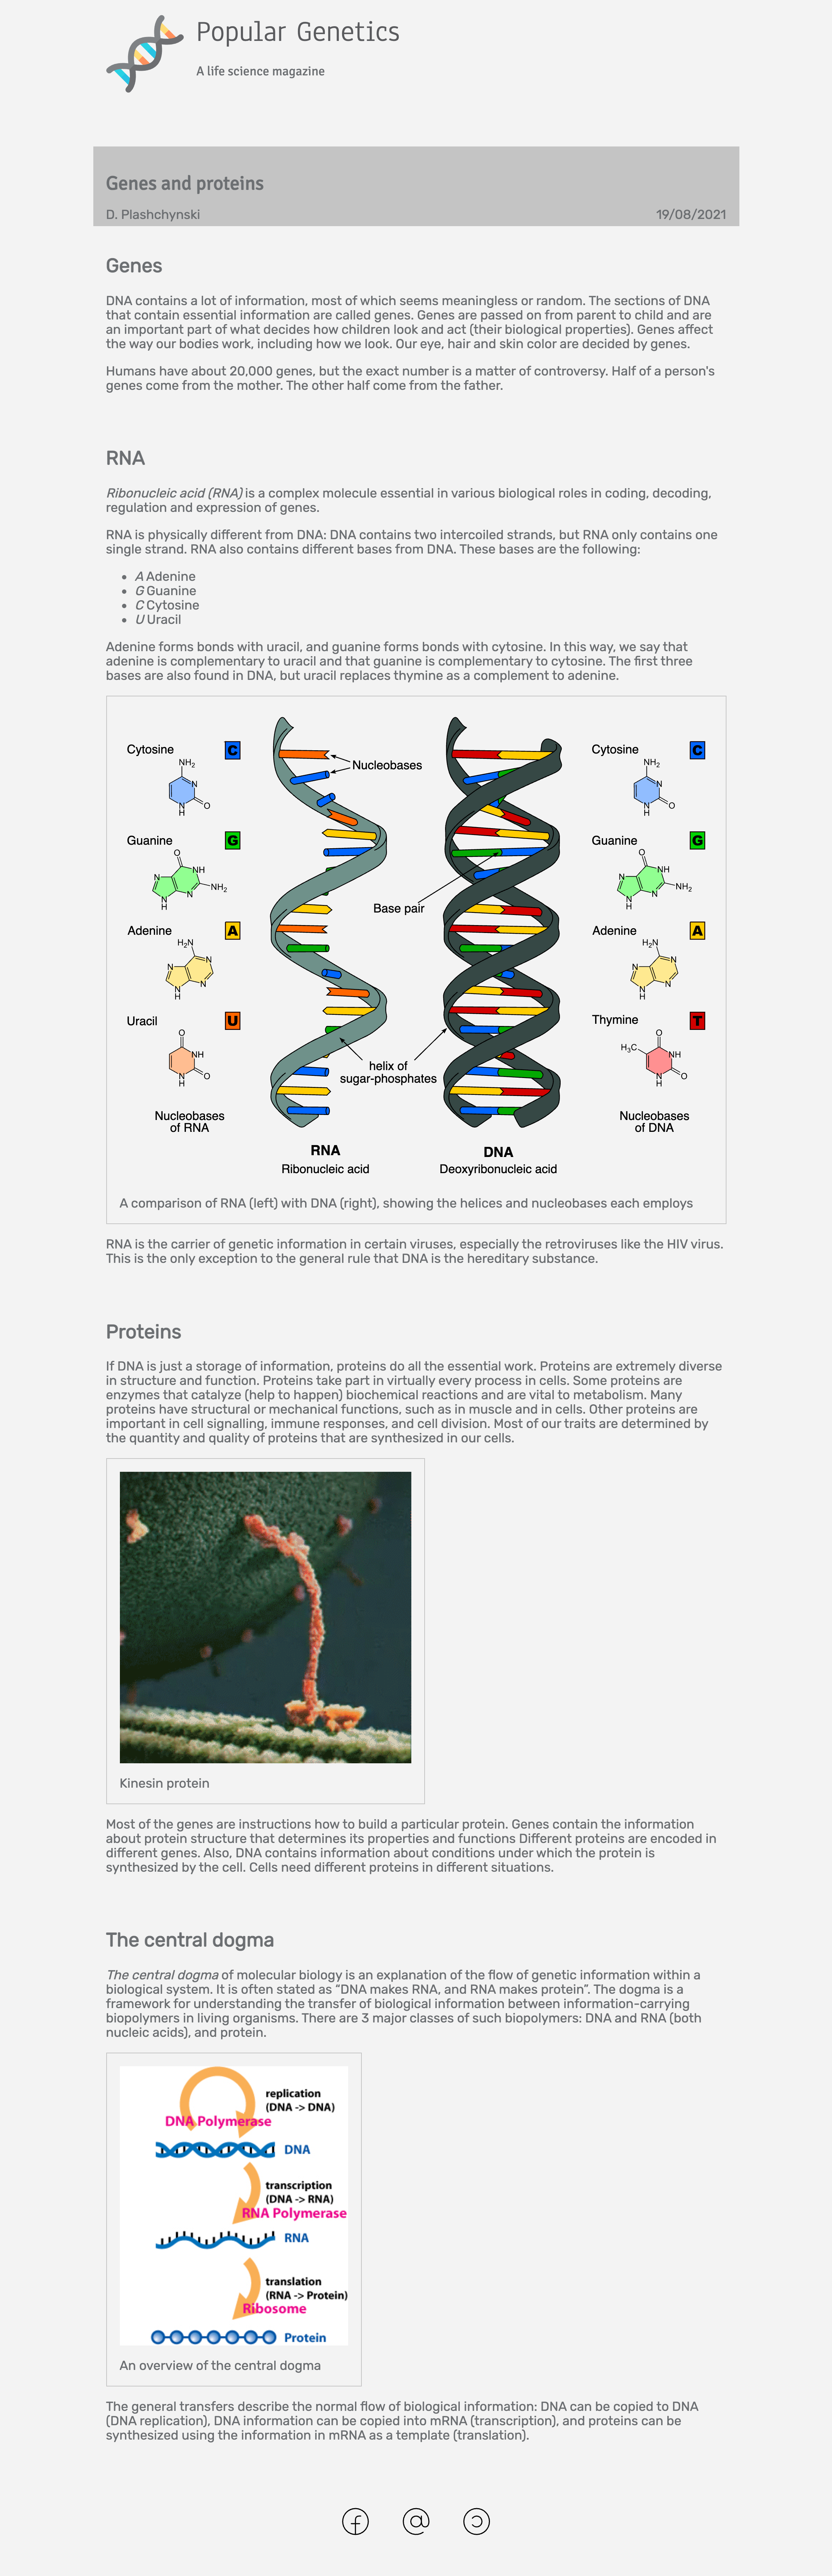 Popular Genetics
A life science magazine
Genes and proteins
D. Plashchynski 19/08/2021
Genes
DNA contains a lot of information, most of which seems meaningless or random. The sections of DNA
that contain essential information are called genes. Genes are passed on from parent to child and are
an important part of what decides how children look and act (their biological properties). Genes affect
the way our bodies work, including how we look. Our eye, hair and skin color are decided by genes.
Humans have about 20,000 genes, but the exact number is a matter of controversy. Half of a person's
genes come from the mother. The other half come from the father.
RNA
Ribonucleic acid (RNA) is a complex molecule essential in various biological roles in coding, decoding,
regulation and expression of genes.
RNA is physically different from DNA: DNA contains two intercoiled strands, but RNA only contains one
single strand. RNA also contains different bases from DNA. These bases are the following:
• A Adenine
• G Guanine
• C Cytosine
• U Uracil
Adenine forms bonds with uracil, and guanine forms bonds with cytosine. In this way, we say that
adenine is complementary to uracil and that guanine is complementary to cytosine. The first three
bases are also found in DNA, but uracil replaces thymine as a complement to adenine.
Cytosine C
NH₂
N
N
H
O
Guanine G
O
NH
N
N
N
H
NH₂
Adenine A
H₂N
N
N
N
N
H
Uracil U
O
NH
N
H
O
Nucleobases
of RNA
Nucleobases
Base pair
helix of
sugar-phosphates
RNA
Ribonucleic acid
DNA
Deoxyribonucleic acid
Cytosine C
NH₂
N
N
H
O
Guanine G
O
NH
N
N
N
H
NH₂
Adenine A
H₂N
N
N
N
N
H
Thymine T
O
H₃C
NH
N
H
O
Nucleobases
of DNA
A comparison of RNA (left) with DNA (right), showing the helices and nucleobases each employs
RNA is the carrier of genetic information in certain viruses, especially the retroviruses like the HIV virus.
This is the only exception to the general rule that DNA is the hereditary substance.
Proteins
If DNA is just a storage of information, proteins do all the essential work. Proteins are extremely diverse
in structure and function. Proteins take part in virtually every process in cells. Some proteins are
enzymes that catalyze (help to happen) biochemical reactions and are vital to metabolism. Many
proteins have structural or mechanical functions, such as in muscle and in cells. Other proteins are
important in cell signalling, immune responses, and cell division. Most of our traits are determined by
the quantity and quality of proteins that are synthesized in our cells.
Kinesin protein
Most of the genes are instructions how to build a particular protein. Genes contain the information
about protein structure that determines its properties and functions Different proteins are encoded in
different genes. Also, DNA contains information about conditions under which the protein is
synthesized by the cell. Cells need different proteins in different situations.
The central dogma
The central dogma of molecular biology is an explanation of the flow of genetic information within a
biological system. It is often stated as “DNA makes RNA, and RNA makes protein”. The dogma is a
framework for understanding the transfer of biological information between information-carrying
biopolymers in living organisms. There are 3 major classes of such biopolymers: DNA and RNA (both
nucleic acids), and protein.
replication
(DNA -> DNA)
DNA Polymerase
DNA
transcription
(DNA -> RNA)
RNA Polymerase
RNA
translation
(RNA -> Protein)
Ribosome
Protein
An overview of the central dogma
The general transfers describe the normal flow of biological information: DNA can be copied to DNA
(DNA replication), DNA information can be copied into mRNA (transcription), and proteins can be
synthesized using the information in mRNA as a template (translation).